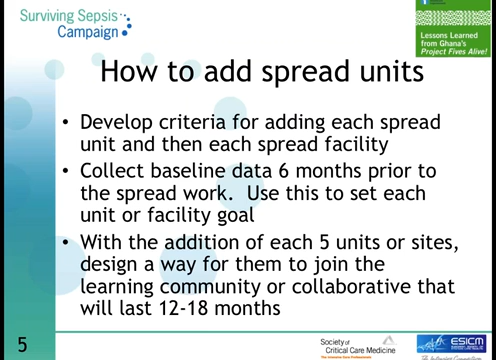 Surviving Sepsis
Campaign
Lessons Learned
from Ghana's
Project Fives Alive!
How to add spread units
• Develop criteria for adding each spread
unit and then each spread facility
• Collect baseline data 6 months prior to
the spread work. Use this to set each
unit or facility goal
• With the addition of each 5 units or sites,
design a way for them to join the
learning community or collaborative that
will last 12-18 months
5
Society of
Critical Care Medicine
ESICM